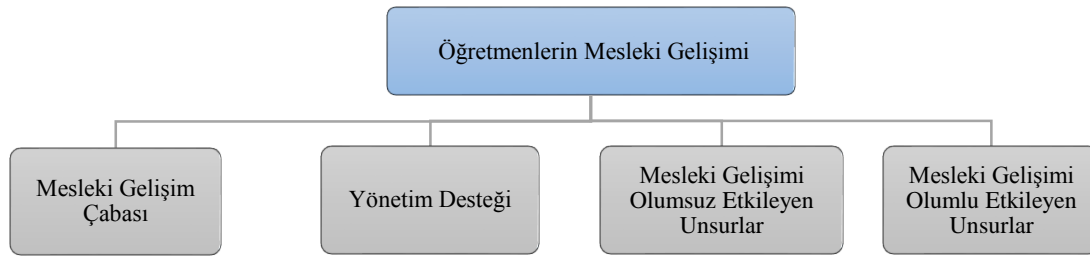 Öğretmenlerin Mesleki Gelişimi
Mesleki Gelişim
Çabası
Yönetim Desteği
Mesleki Gelişimi
Olumsuz Etkileyen
Unsurlar
Mesleki Gelişimi
Olumlu Etkileyen
Unsurlar